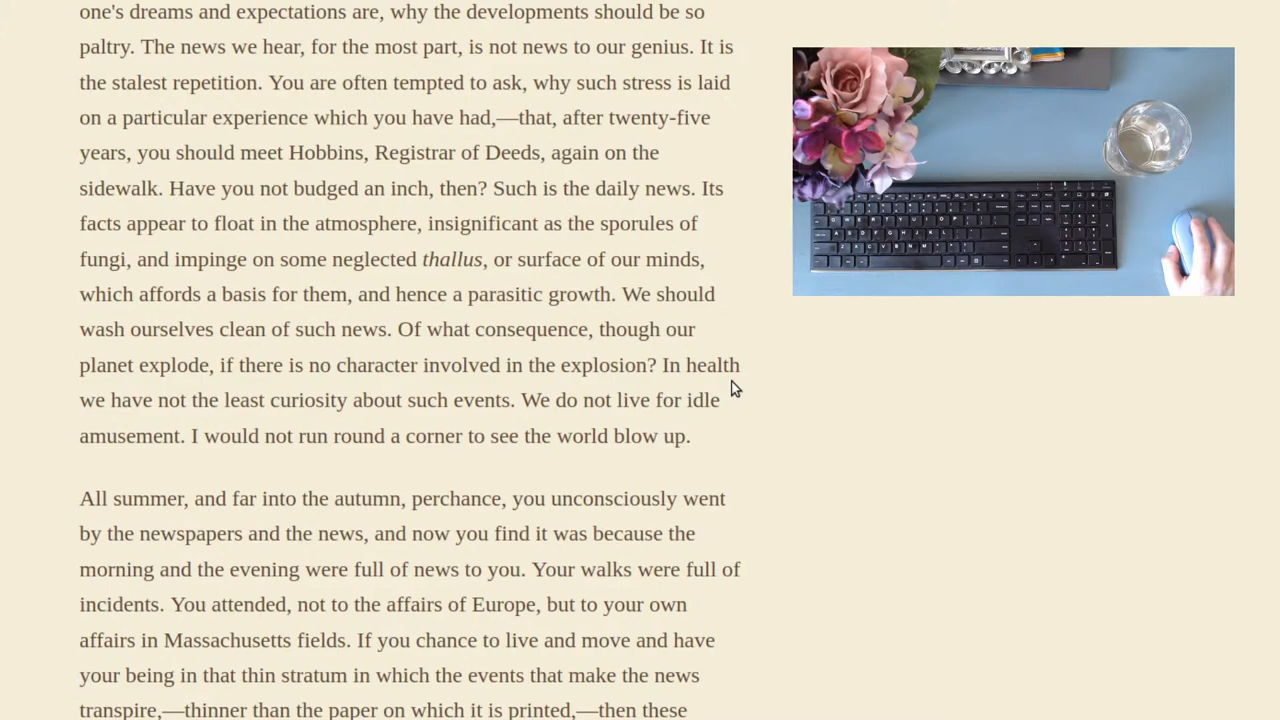 one's dreams and expectations are, why the developments should be so
paltry. The news we hear, for the most part, is not news to our genius. It is
the stalest repetition. You are often tempted to ask, why such stress is laid
on a particular experience which you have had,—that, after twenty-five
years, you should meet Hobbins, Registrar of Deeds, again on the
sidewalk. Have you not budged an inch, then? Such is the daily news. Its
facts appear to float in the atmosphere, insignificant as the sporules of
fungi, and impinge on some neglected thallus, or surface of our minds,
which affords a basis for them, and hence a parasitic growth. We should
wash ourselves clean of such news. Of what consequence, though our
planet explode, if there is no character involved in the explosion? In health
we have not the least curiosity about such events. We do not live for idle
amusement. I would not run round a corner to see the world blow up.
All summer, and far into the autumn, perchance, you unconsciously went
by the newspapers and the news, and now you find it was because the
morning and the evening were full of news to you. Your walks were full of
incidents. You attended, not to the affairs of Europe, but to your own
affairs in Massachusetts fields. If you chance to live and move and have
your being in that thin stratum in which the events that make the news
transpire,—thinner than the paper on which it is printed,—then these